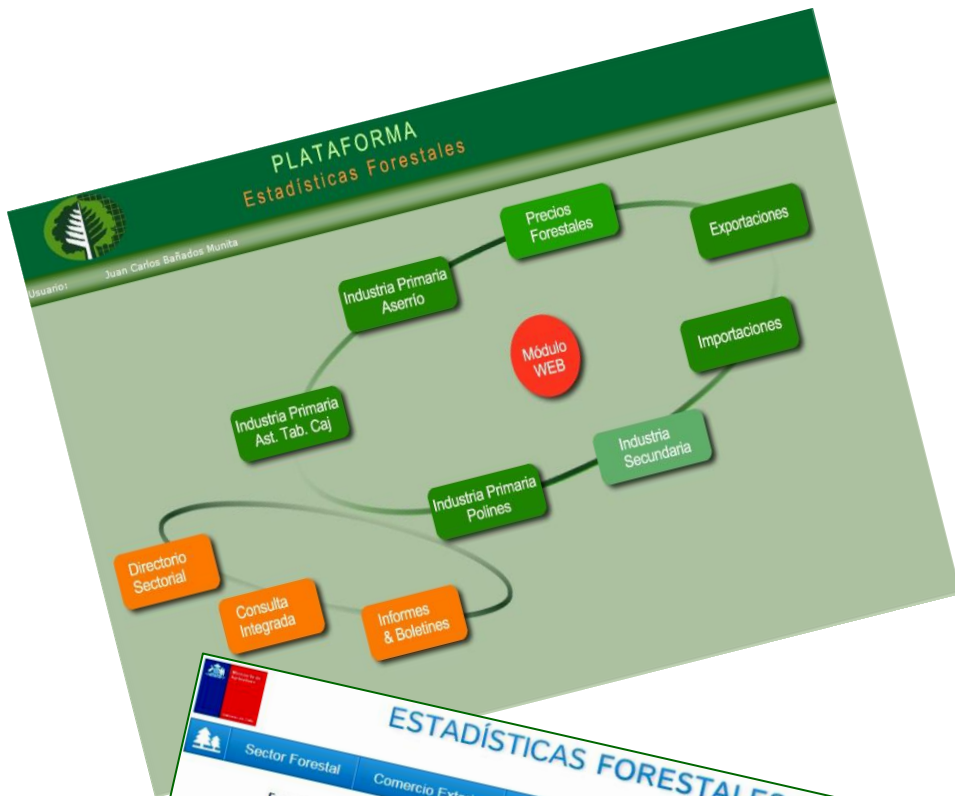 PLATAFORMA
Estadísticas Forestales
Usuario:
Juan Carlos Bañados Munita
Precios
Forestales
Exportaciones
Industria Primaria
Aserrío
Importaciones
Módulo
WEB
Industria Primaria
Ast. Tab. Caj
Industria
Secundaria
Industria Primaria
Polines
Directorio
Sectorial
Consulta
Integrada
Informes
& Boletines
ESTADÍSTICAS FORESTALES
Sector Forestal
Comercio